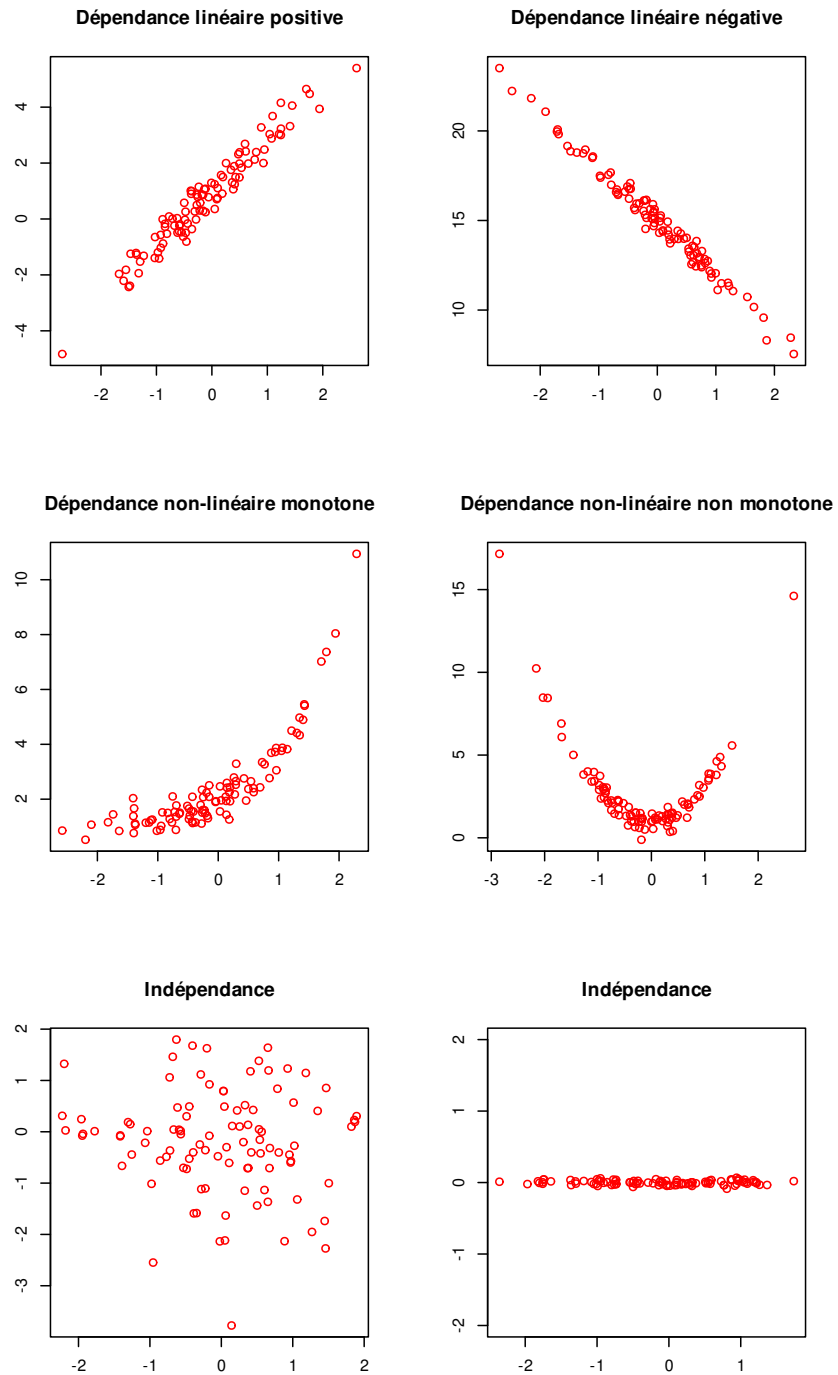 Dépendance linéaire positive
4
2
0
-2
-4
-2 -1 0 1 2
Dépendance linéaire négative
20
15
10
-2 -1 0 1 2
Dépendance non-linéaire monotone
10
8
6
4
2
-2 -1 0 1 2
Dépendance non-linéaire non monotone
15
10
5
0
-3 -2 -1 0 1 2
Indépendance
2
1
0
-1
-2
-3
-2 -1 0 1 2
Indépendance
2
1
0
-1
-2
-2 -1 0 1